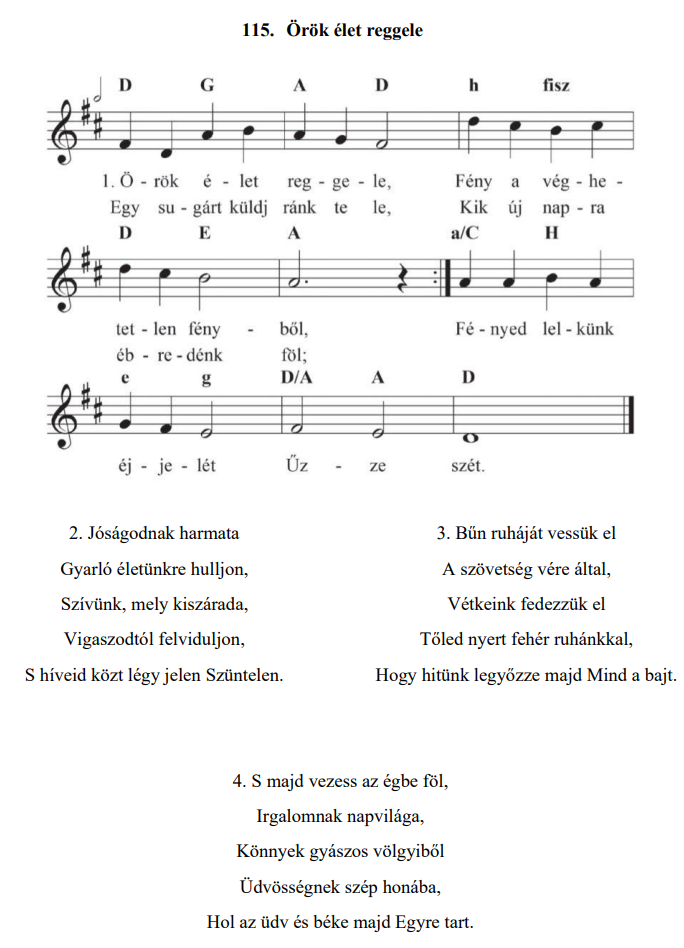 115. Örök élet reggele
D G A D h fisz
1. Ö - rök é - let reg - ge - le, Fény a vég - he -
Egy su - gárt küldj ránk te le, Kik új nap - ra
D E A a/C H
tet - len fény - ből, Fé - nyed lel - künk
éb - re - dénk föl;
e g D/A A D
éj - je - lét Űz - ze szét.
2. Jóságodnak harmata
Gyarló életünkre hulljon,
Szívünk, mely kiszárada,
Vigaszodtól felviduljon,
S híveid közt légy jelen Szüntelen.
3. Bűn ruháját vessük el
A szövetség vére által,
Vétkeink fedezzük el
Tőled nyert fehér ruhánkkal,
Hogy hitünk legyőzze majd Mind a bajt.
4. S majd vezess az égbe föl,
Irgalomnak napvilága,
Könnyek gyászos völgyiből
Üdvösségnek szép honába,
Hol az üdv és béke majd Egyre tart.